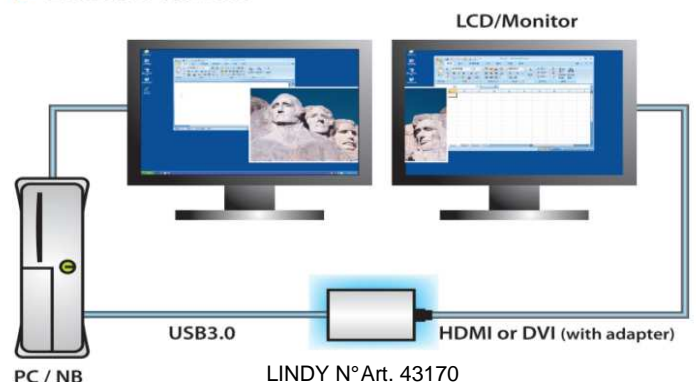 LCD/Monitor
USB3.0
HDMI or DVI (with adapter)
PC / NB
LINDY N°Art. 43170